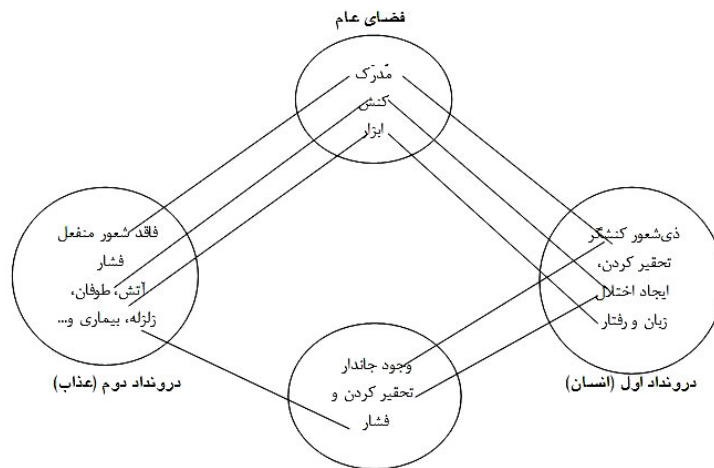 فضای عام
مُدرَک
کنش
ابزار
ذی‌شعور کنشگر
تحقیر کردن،
ایجاد اختلال
زبان و رفتار
درونداد اول (انسان)
فاقد شعور منفعل
فشار
آتش، طوفان،
زلزله، بیماری و...
درونداد دوم (عذاب)
وجود جاندار
تحقیر کردن و
فشار